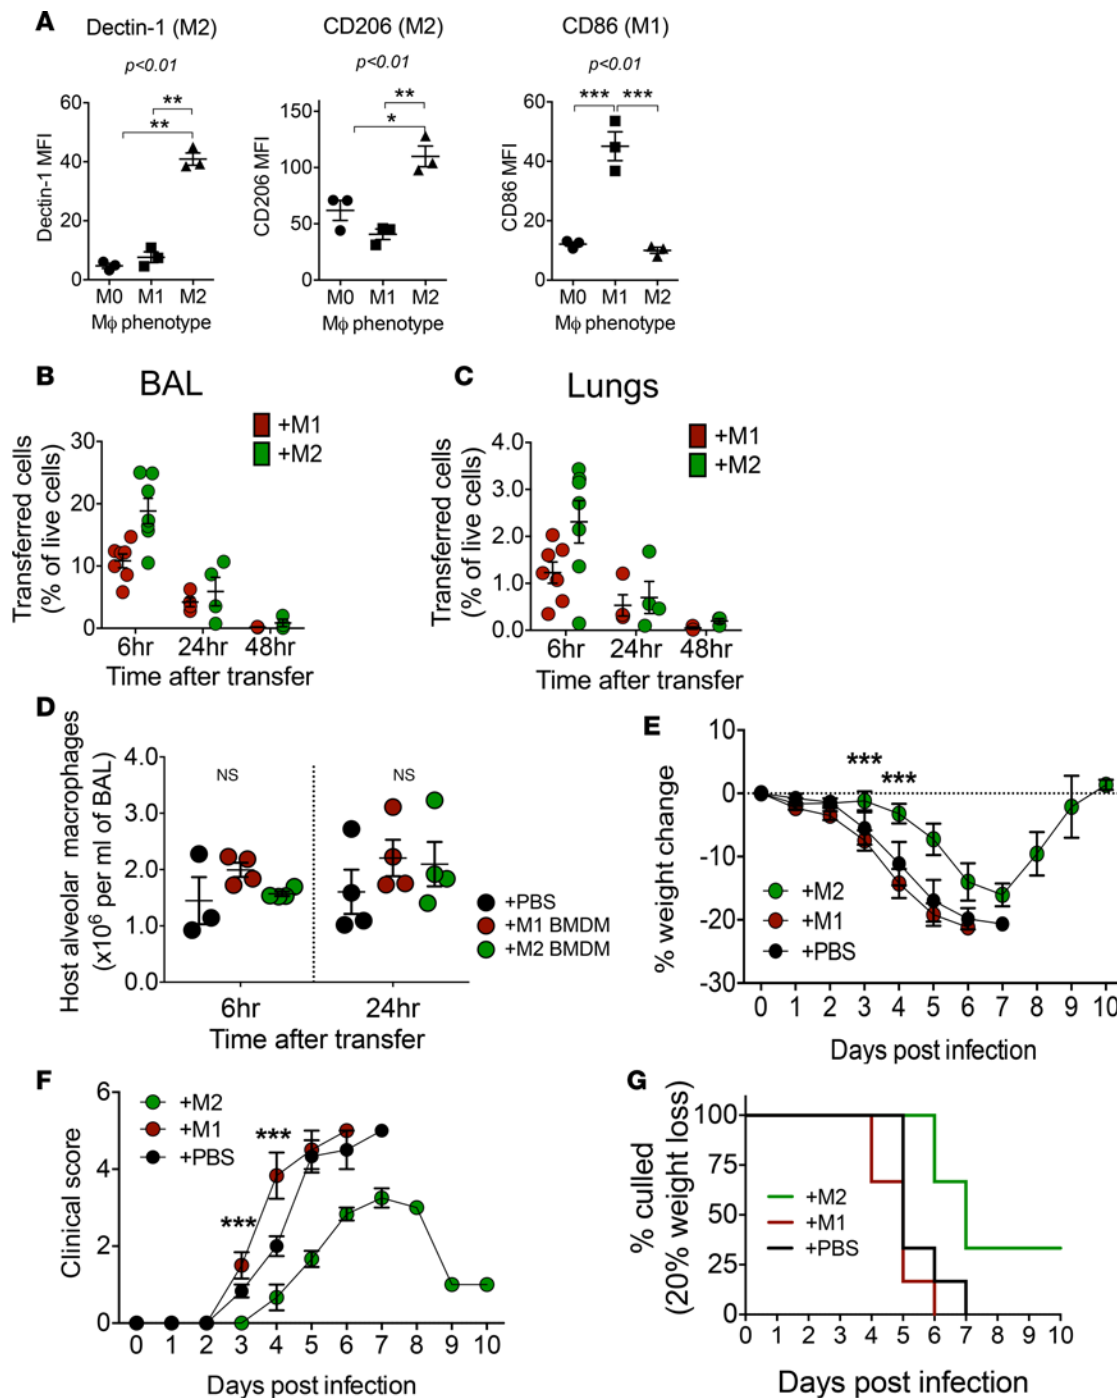 A
Dectin-1 (M2)
CD206 (M2)
CD86 (M1)
p<0.01
p<0.01
p<0.01
**
**
**
*
*** ***
Dectin-1 MFI
60
40
20
0
M0 M1 M2
Mϕ phenotype
CD206 MFI
150
100
50
0
M0 M1 M2
Mϕ phenotype
CD86 MFI
60
40
20
0
M0 M1 M2
Mϕ phenotype
B
BAL
+M1
+M2
Transferred cells
(% of live cells)
30
20
10
0
6hr 24hr 48hr
Time after transfer
C
Lungs
+M1
+M2
Transferred cells
(% of live cells)
4.0
3.0
2.0
1.0
0.0
6hr 24hr 48hr
Time after transfer
D
Host alveolar macrophages
(x10⁶ per ml of BAL)
4.0
3.0
2.0
1.0
0.0
NS
NS
6hr 24hr
Time after transfer
+PBS
+M1 BMDM
+M2 BMDM
E
% weight change
10
0
-10
-20
-30
*** ***
+M2
+M1
+PBS
0 1 2 3 4 5 6 7 8 9 10
Days post infection
F
Clinical score
6
4
2
0
+M2
+M1
+PBS
***
***
0 1 2 3 4 5 6 7 8 9 10
Days post infection
G
% culled
(20% weight loss)
100
75
50
25
0
+M2
+M1
+PBS
0 1 2 3 4 5 6 7 8 9 10
Days post infection